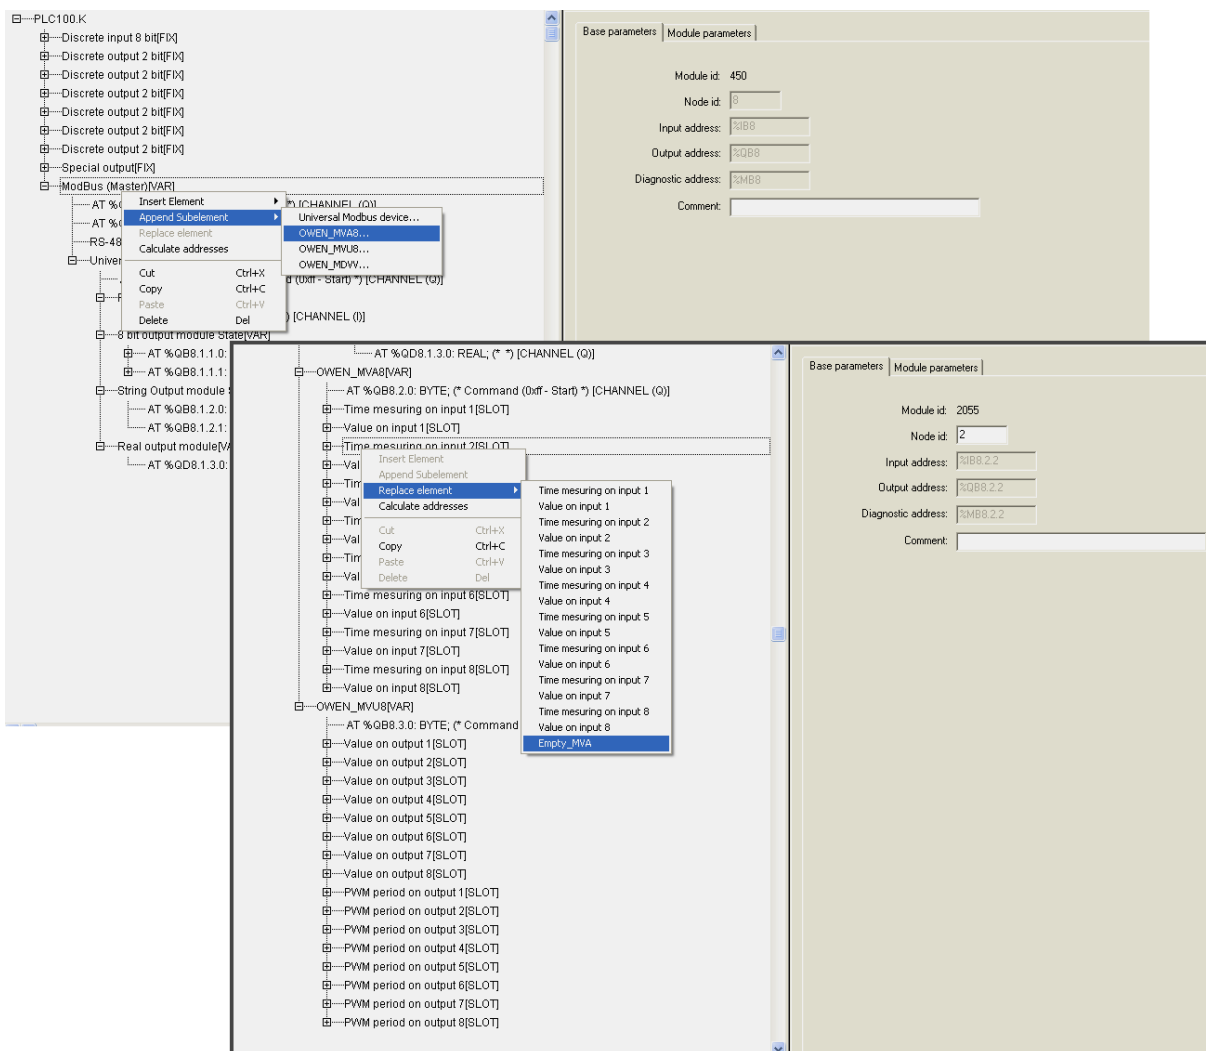 PLC100.K
Discrete input 8 bit[FIX]
Discrete output 2 bit[FIX]
Discrete output 2 bit[FIX]
Discrete output 2 bit[FIX]
Discrete output 2 bit[FIX]
Discrete output 2 bit[FIX]
Discrete output 2 bit[FIX]
Special output[FIX]
ModBus (Master)[VAR]
AT %Q *) [CHANNEL (Q)]
AT %
RS-48
Univer
d (0xff - Start) *) [CHANNEL (Q)]
) [CHANNEL (I)]
8 bit output module State[VAR]
AT %QB8.1.1.0:
AT %QB8.1.1.1:
String Output module
AT %QB8.1.2.0:
AT %QB8.1.2.1:
Real output module[VA
AT %QD8.1.3.0:
Insert Element
Append Subelement
Replace element
Calculate addresses
Cut Ctrl+X
Copy Ctrl+C
Paste Ctrl+V
Delete Del
Universal Modbus device...
OWEN_MVA8...
OWEN_MVU8...
OWEN_MDVV...
Base parameters Module parameters
Module id: 450
Node id: 8
Input address: %IB8
Output address: %QB8
Diagnostic address: %MB8
Comment:
AT %QD8.1.3.0: REAL; (* *) [CHANNEL (Q)]
OWEN_MVA8[VAR]
AT %QB8.2.0: BYTE; (* Command (0xff - Start) *) [CHANNEL (Q)]
Time mesuring on input 1[SLOT]
Value on input 1[SLOT]
Time mesuring on input 2[SLOT]
Val
Tim
Val
Tim
Val
Tim
Val
Time mesuring on input 6[SLOT]
Value on input 6[SLOT]
Time mesuring on input 7[SLOT]
Value on input 7[SLOT]
Time mesuring on input 8[SLOT]
Value on input 8[SLOT]
OWEN_MVU8[VAR]
AT %QB8.3.0: BYTE; (* Command
Value on output 1[SLOT]
Value on output 2[SLOT]
Value on output 3[SLOT]
Value on output 4[SLOT]
Value on output 5[SLOT]
Value on output 6[SLOT]
Value on output 7[SLOT]
Value on output 8[SLOT]
PWM period on output 1[SLOT]
PWM period on output 2[SLOT]
PWM period on output 3[SLOT]
PWM period on output 4[SLOT]
PWM period on output 5[SLOT]
PWM period on output 6[SLOT]
PWM period on output 7[SLOT]
PWM period on output 8[SLOT]
Insert Element
Append Subelement
Replace element
Calculate addresses
Cut Ctrl+X
Copy Ctrl+C
Paste Ctrl+V
Delete Del
Time mesuring on input 1
Value on input 1
Time mesuring on input 2
Value on input 2
Time mesuring on input 3
Value on input 3
Time mesuring on input 4
Value on input 4
Time mesuring on input 5
Value on input 5
Time mesuring on input 6
Value on input 6
Time mesuring on input 7
Value on input 7
Time mesuring on input 8
Value on input 8
Empty_MVA
Base parameters Module parameters
Module id: 2055
Node id: 2
Input address: %IB8.2.2
Output address: %QB8.2.2
Diagnostic address: %MB8.2.2
Comment: